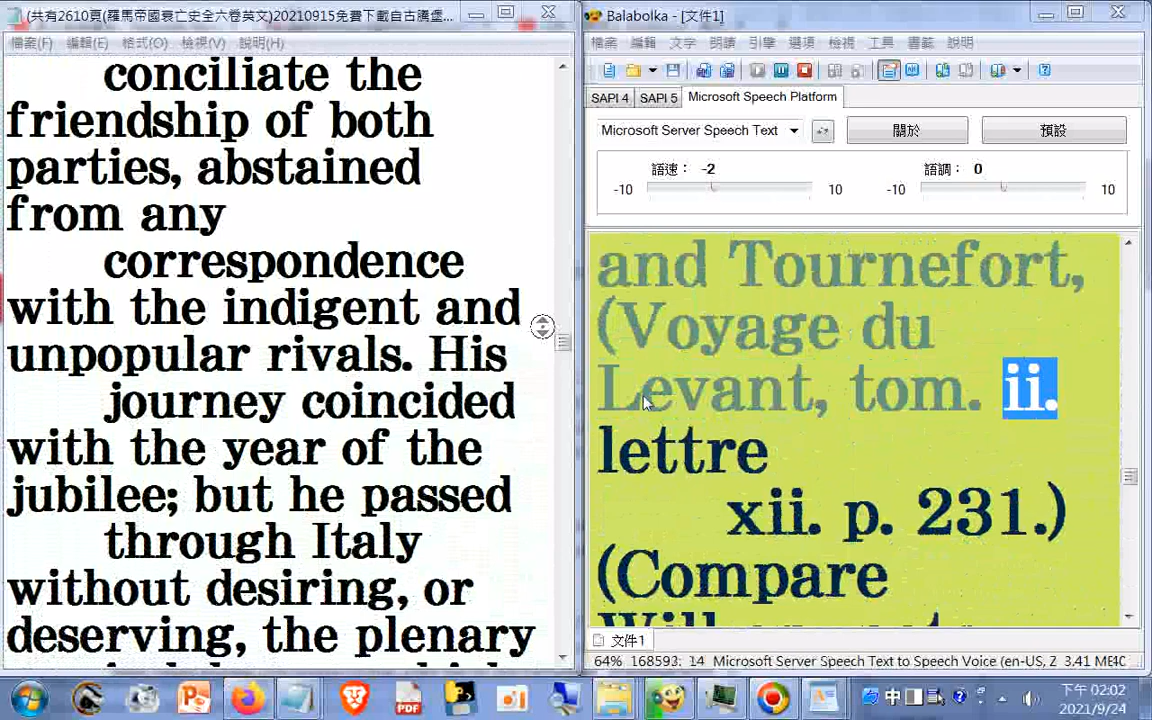 (共有2610頁(羅馬帝國衰亡史全六卷英文)20210915免費下載自古騰堡...
檔案(F) 編輯(E) 格式(O) 檢視(V) 說明(H)
conciliate the
friendship of both
parties, abstained
from any
correspondence
with the indigent and
unpopular rivals. His
journey coincided
with the year of the
jubilee; but he passed
through Italy
without desiring, or
deserving, the plenary
Balabolka - [文件1]
檔案 編輯 文字 朗讀 引擎 選項 檢視 工具 書籤 說明
SAPI 4 SAPI 5 Microsoft Speech Platform
Microsoft Server Speech Text 關於 預設
語速: -2 語調: 0
-10 10 -10 10
and Tournefort,
(Voyage du
Levant, tom. ii.
lettre
xii. p. 231.)
(Compare
文件1
64% 168593: 14 Microsoft Server Speech Text to Speech Voice (en-US, Z 3.41 ME
中 下午 02:02
2021/9/24